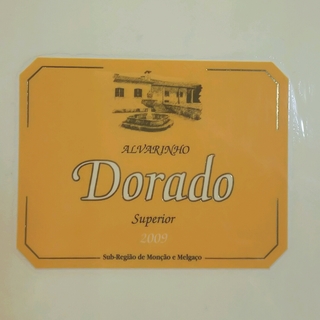 ALVARINHO
Dorado
Superior
2009
Sub-Região de Monção e Melgaço